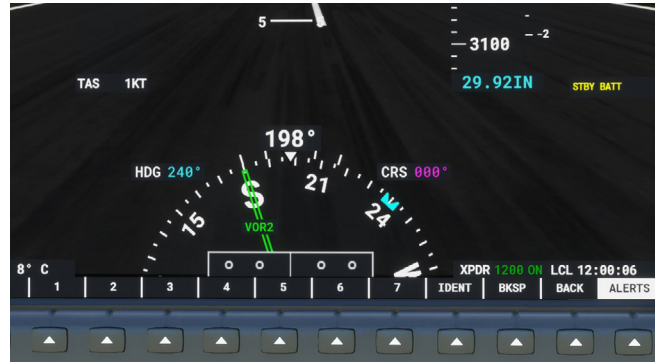 5
3100
-2
TAS 1KT
29.92IN
STBY BATT
198°
HDG 240°
CRS 000°
15
S
21
24
W
VOR2
8° C
XPDR 1200 ON LCL 12:00:06
1 2 3 4 5 6 7 IDENT BKSP BACK ALERTS